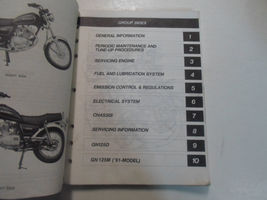 GROUP INDEX
GENERAL INFORMATION 1
PERIODIC MAINTENANCE AND
TUNE-UP PROCEDURES 2
SERVICING ENGINE 3
FUEL AND LUBRICATION SYSTEM 4
EMISSION CONTROL & REGULATIONS 5
ELECTRICAL SYSTEM 6
CHASSIS 7
SERVICING INFORMATION 8
GN125D 9
GN125M ('91-MODEL) 10